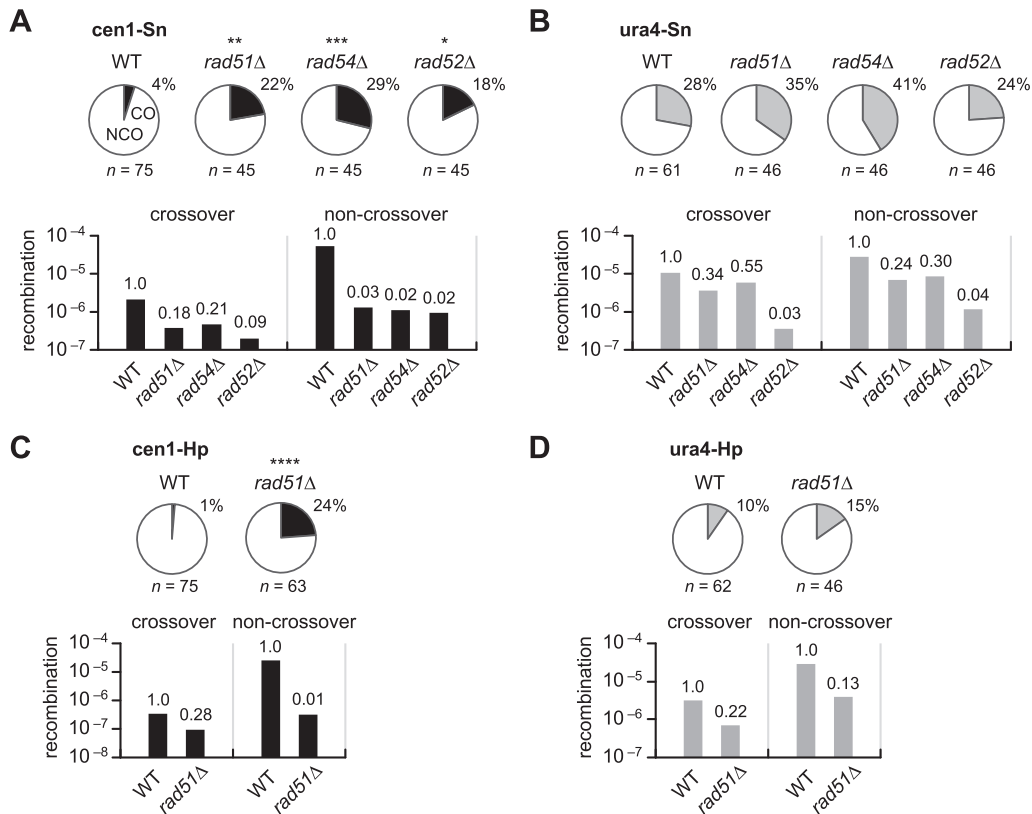 A
cen1-Sn
** *** *
WT rad51Δ rad54Δ rad52Δ
4% 22% 29% 18%
CO
NCO
n = 75 n = 45 n = 45 n = 45
crossover non-crossover
recombination
10−4
10−5
10−6
10−7
1.0 0.18 0.21 0.09
1.0 0.03 0.02 0.02
WT rad51Δ rad54Δ rad52Δ WT rad51Δ rad54Δ rad52Δ
B
ura4-Sn
WT rad51Δ rad54Δ rad52Δ
28% 35% 41% 24%
n = 61 n = 46 n = 46 n = 46
crossover non-crossover
recombination
10−4
10−5
10−6
10−7
1.0 0.34 0.55 0.03
1.0 0.24 0.30 0.04
WT rad51Δ rad54Δ rad52Δ WT rad51Δ rad54Δ rad52Δ
C
cen1-Hp
****
WT rad51Δ
1% 24%
n = 75 n = 63
crossover non-crossover
recombination
10−4
10−5
10−6
10−7
10−8
1.0 0.28
1.0 0.01
WT rad51Δ WT rad51Δ
D
ura4-Hp
WT rad51Δ
10% 15%
n = 62 n = 46
crossover non-crossover
recombination
10−4
10−5
10−6
10−7
1.0 0.22
1.0 0.13
WT rad51Δ WT rad51Δ